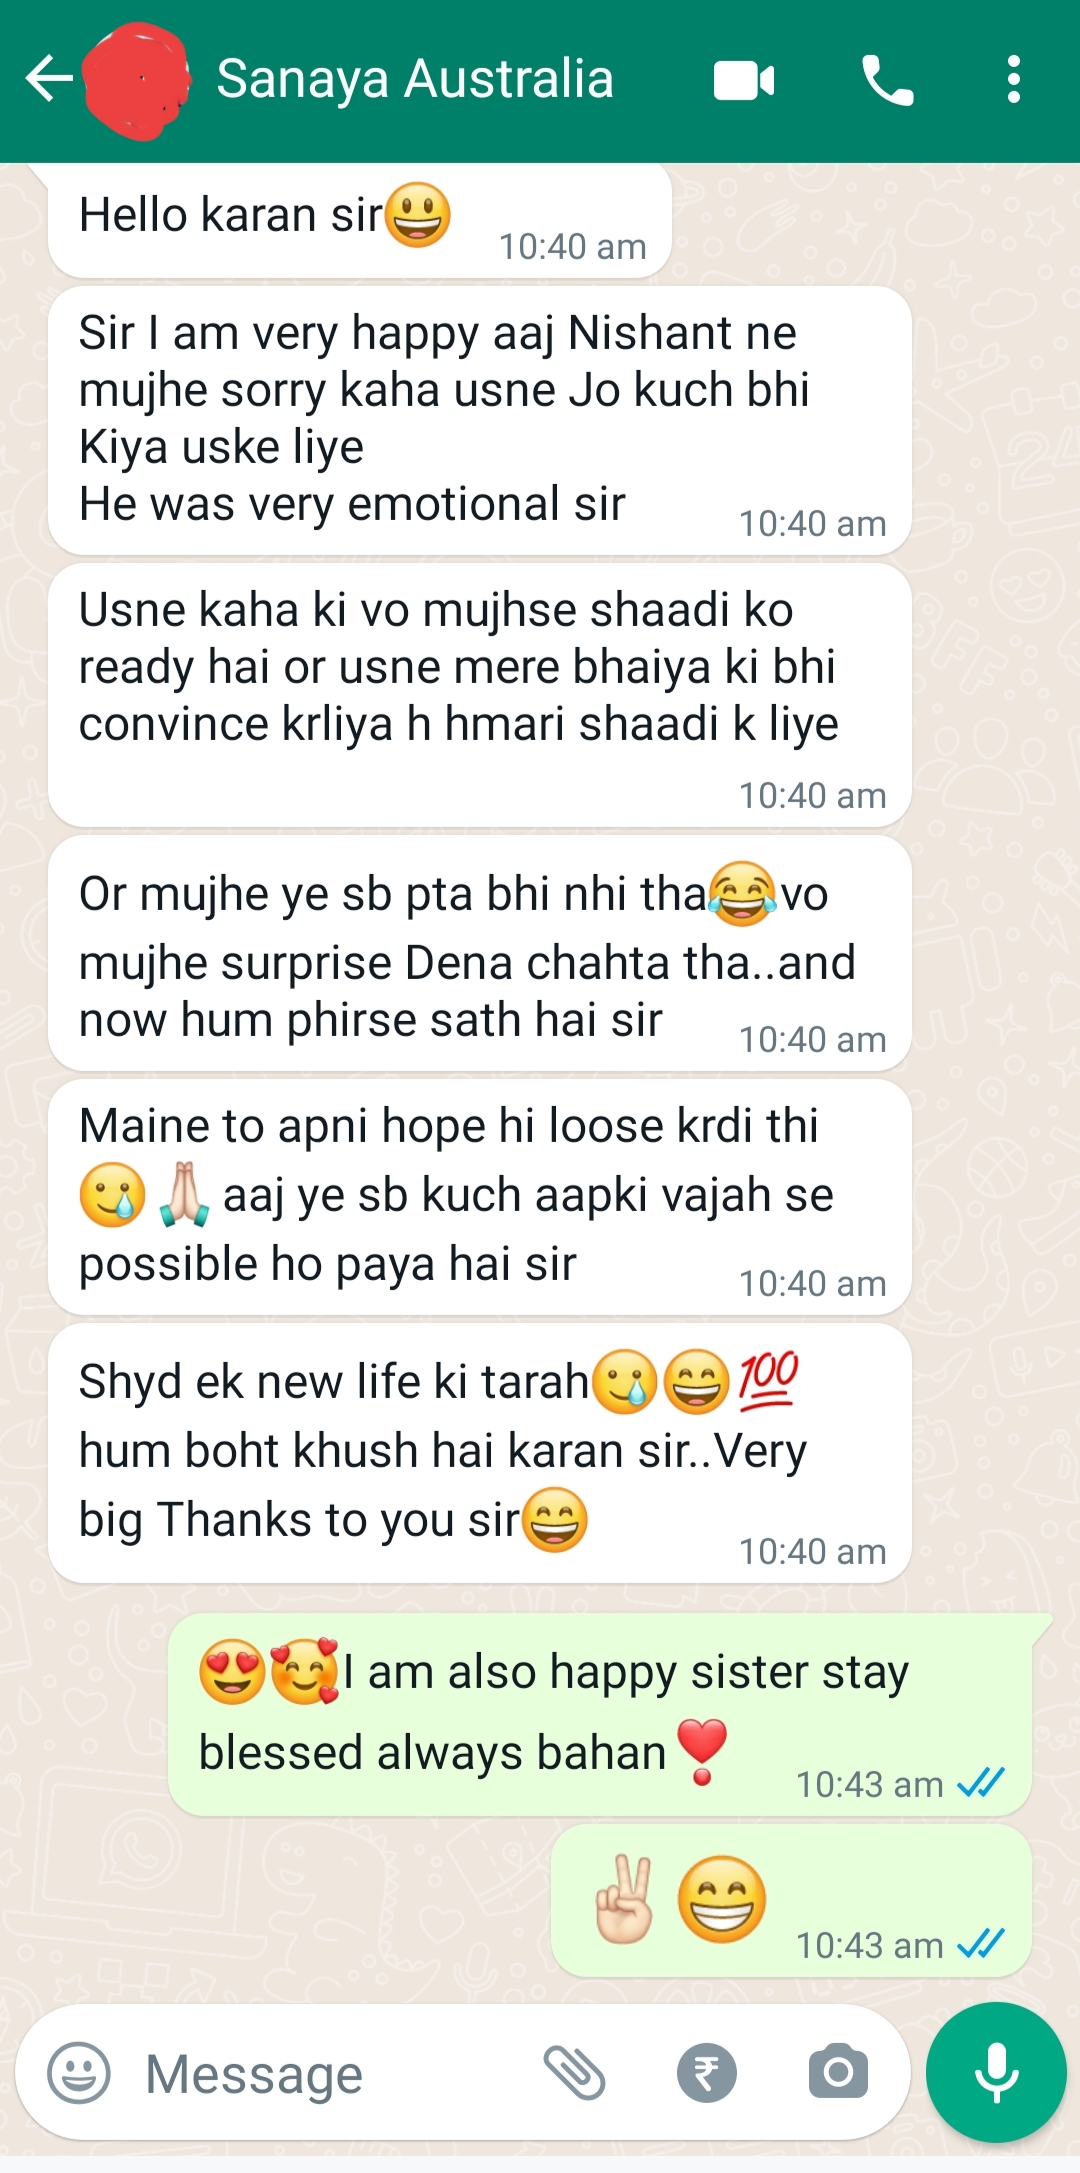 Sanaya Australia
Hello karan sir😃
10:40 am
Sir I am very happy aaj Nishant ne
mujhe sorry kaha usne Jo kuch bhi
Kiya uske liye
He was very emotional sir
10:40 am
Usne kaha ki vo mujhse shaadi ko
ready hai or usne mere bhaiya ki bhi
convince krliya h hmari shaadi k liye
10:40 am
Or mujhe ye sb pta bhi nhi tha😂vo
mujhe surprise Dena chahta tha..and
now hum phirse sath hai sir
10:40 am
Maine to apni hope hi loose krdi thi
🥲🙏🏻 aaj ye sb kuch aapki vajah se
possible ho paya hai sir
10:40 am
Shyd ek new life ki tarah🥲😄💯
hum boht khush hai karan sir..Very
big Thanks to you sir😄
10:40 am
😍🥰I am also happy sister stay
blessed always bahan❣️
10:43 am
✌🏻😁
10:43 am
Message